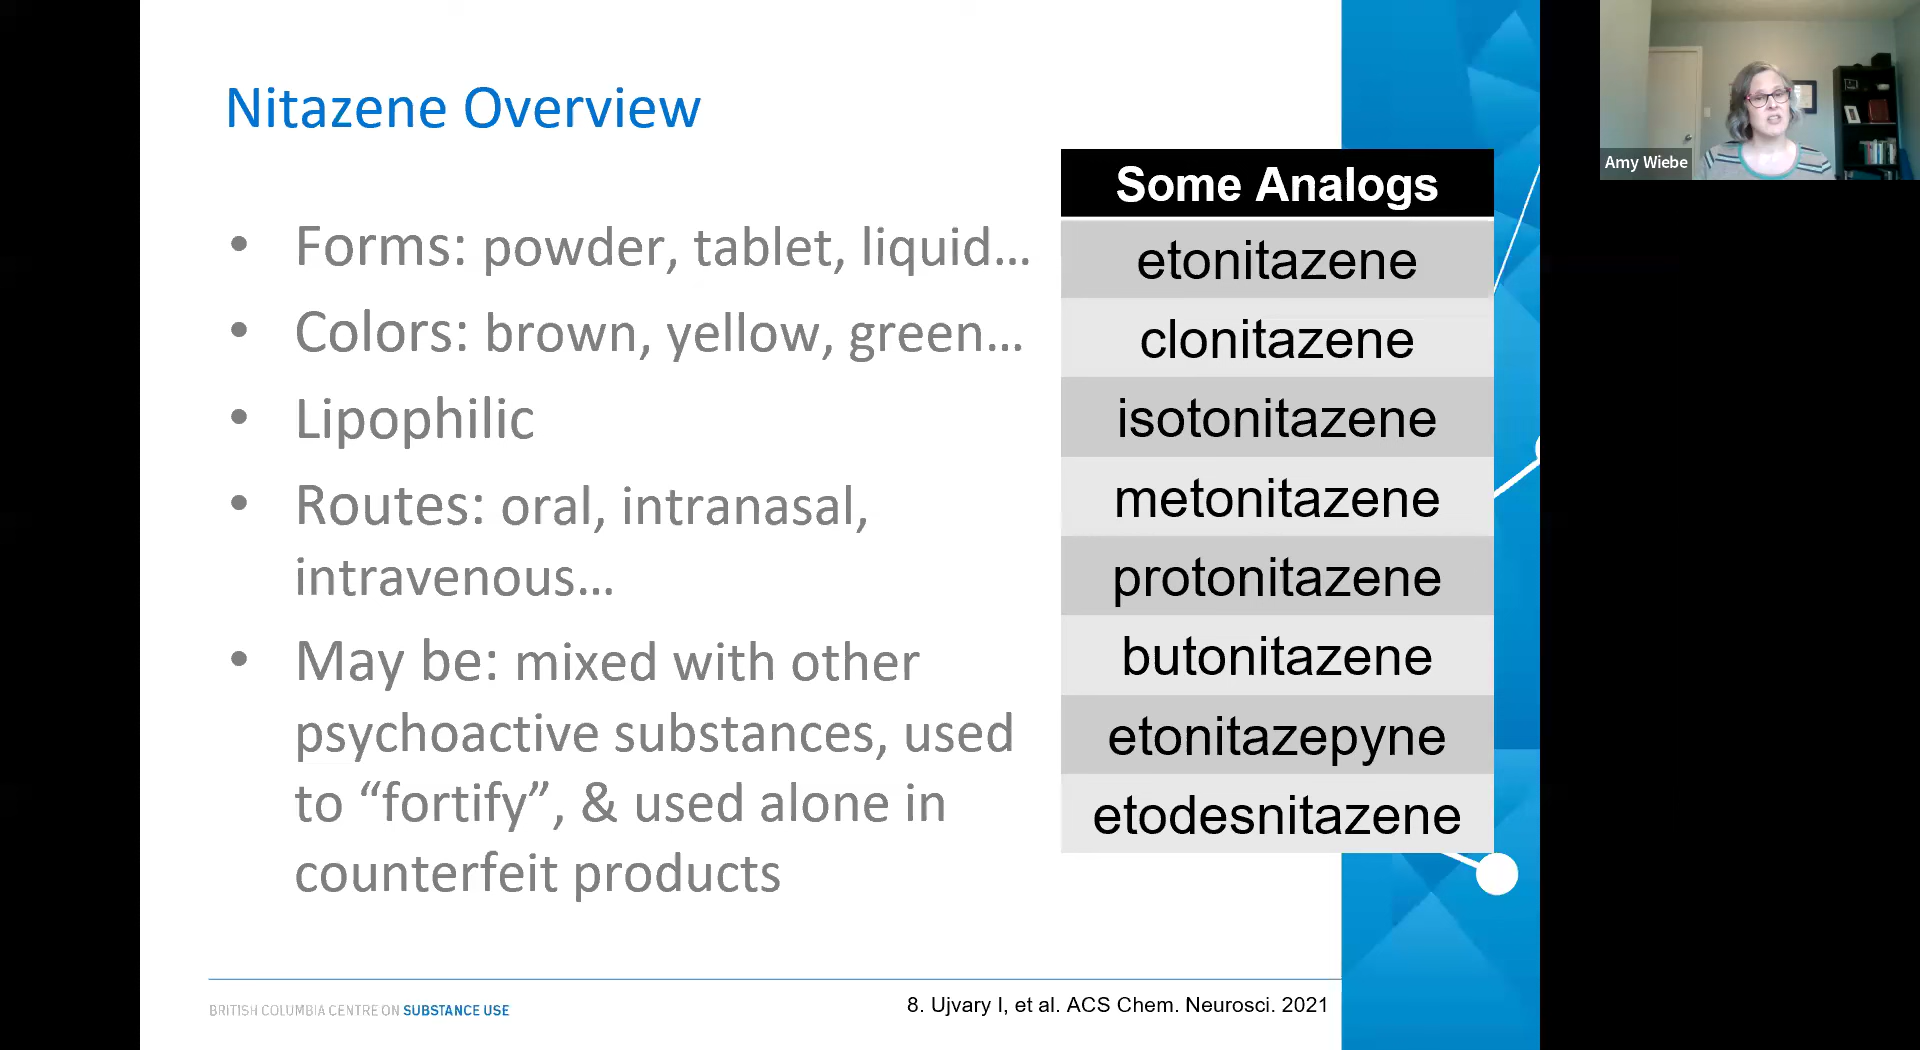 Nitazene Overview
• Forms: powder, tablet, liquid...
• Colors: brown, yellow, green...
• Lipophilic
• Routes: oral, intranasal,
intravenous...
• May be: mixed with other
psychoactive substances, used
to “fortify”, & used alone in
counterfeit products
Some Analogs
etonitazene
clonitazene
isotonitazene
metonitazene
protonitazene
butonitazene
etonitazepyne
etodesnitazene
BRITISH COLUMBIA CENTRE ON SUBSTANCE USE
8. Ujvary I, et al. ACS Chem. Neurosci. 2021
Amy Wiebe